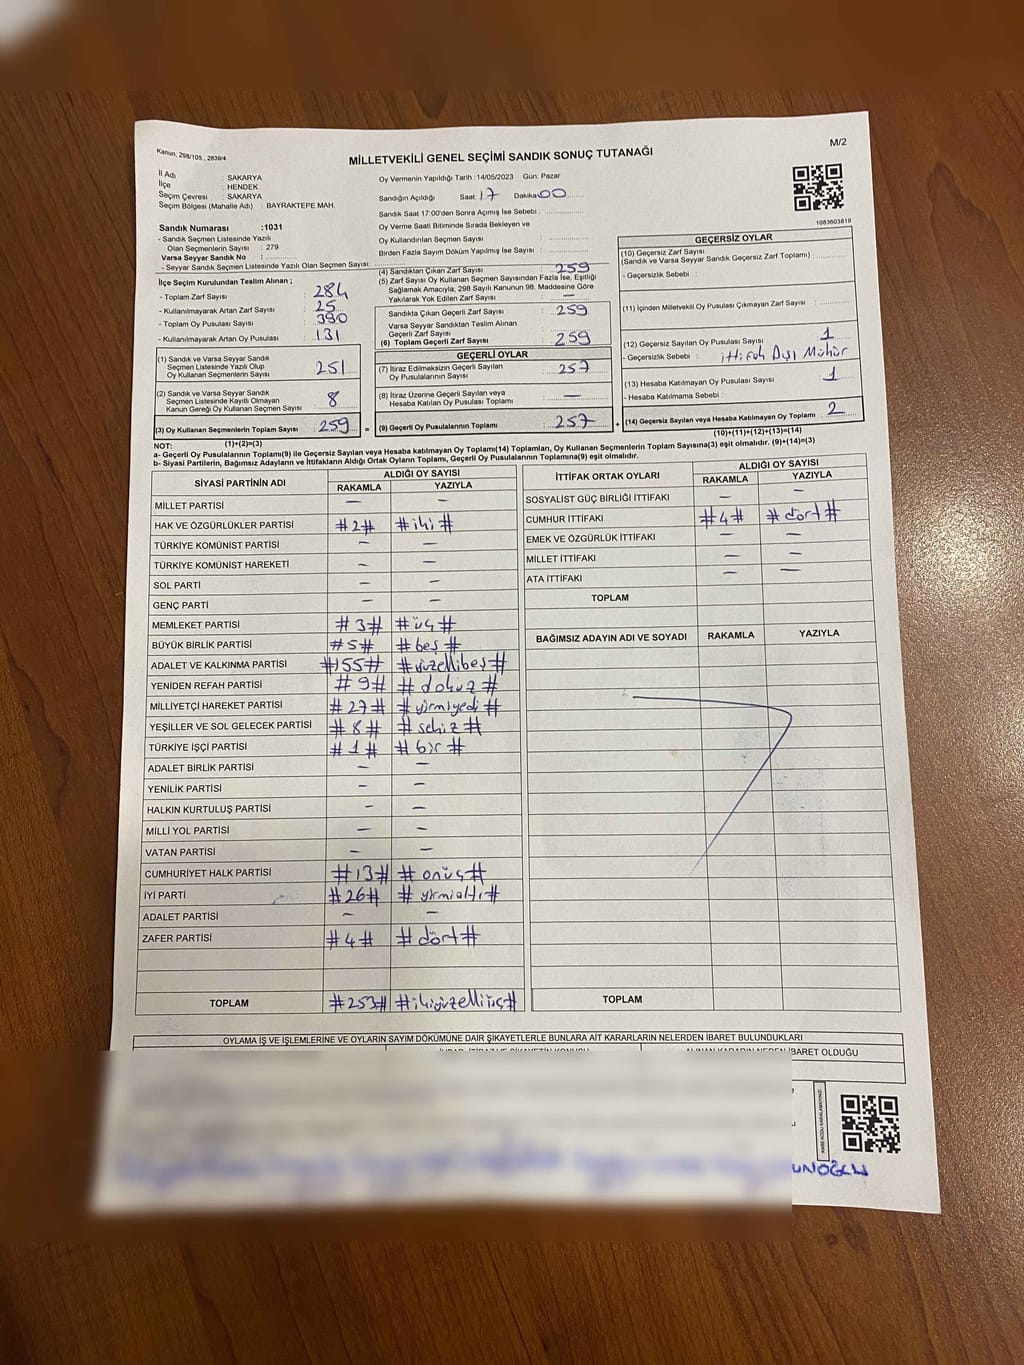 Kanun; 298/105 , 2839/4
M/2
MİLLETVEKİLİ GENEL SEÇİMİ SANDIK SONUÇ TUTANAĞI
İl Adı : SAKARYA
İlçe : HENDEK
Seçim Çevresi : SAKARYA
Seçim Bölgesi (Mahalle Adı) : BAYRAKTEPE MAH.
Sandık Numarası :1031
- Sandık Seçmen Listesinde Yazılı
Olan Seçmenlerin Sayısı : 279
Varsa Seyyar Sandık No :
- Seyyar Sandık Seçmen Listesinde Yazılı Olan Seçmen Sayısı:
Oy Vermenin Yapıldığı Tarih :14/05/2023 Gün: Pazar
Sandığın Açıldığı Saat 17 Dakika 00
Sandık Saat 17:00'den Sonra Açmış İse Sebebi :
Oy Verme Saati Bitiminde Sırada Bekleyen ve
Oy Kullandırılan Seçmen Sayısı :
Birden Fazla Sayım Döküm Yapılmış İse Sayısı :
1083603819
İlçe Seçim Kurulundan Teslim Alınan ;
- Toplam Zarf Sayısı : 284
- Kullanılmayarak Artan Zarf Sayısı : 25
- Toplam Oy Pusulası Sayısı : 390
- Kullanılmayarak Artan Oy Pusulası : 131
(1) Sandık ve Varsa Seyyar Sandık
Seçmen Listesinde Yazılı Olup
Oy Kullanan Seçmenlerin Sayısı : 251
(2) Sandık ve Varsa Seyyar Sandık
Seçmen Listesinde Kayıtlı Olmayan
Kanun Gereği Oy Kullanan Seçmen Sayısı : 8
(3) Oy Kullanan Seçmenlerin Toplam Sayısı : 259 =
(4) Sandıktan Çıkan Zarf Sayısı : 259
(5) Zarf Sayısı Oy Kullanan Seçmen Sayısından Fazla İse, Eşitliği
Sağlamak Amacıyla, 298 Sayılı Kanunun 98. Maddesine Göre
Yakılarak Yok Edilen Zarf Sayısı : —
Sandıkta Çıkan Geçerli Zarf Sayısı : 259
Varsa Seyyar Sandıktan Teslim Alınan
Geçerli Zarf Sayısı :
(6) Toplam Geçerli Zarf Sayısı : 259
GEÇERLİ OYLAR
(7) İtiraz Edilmeksizin Geçerli Sayılan
Oy Pusulalarının Sayısı : 257
(8) İtiraz Üzerine Geçerli Sayılan veya
Hesaba Katılan Oy Pusulası Toplamı : —
(9) Geçerli Oy Pusulalarının Toplamı : 257 +
GEÇERSİZ OYLAR
(10) Geçersiz Zarf Sayısı
(Sandık ve Varsa Seyyar Sandık Geçersiz Zarf Toplamı) :
- Geçersizlik Sebebi :
(11) İçinden Milletvekili Oy Pusulası Çıkmayan Zarf Sayısı :
(12) Geçersiz Sayılan Oy Pusulası Sayısı : 1
- Geçersizlik Sebebi : ittifak Dışı Mühür
(13) Hesaba Katılmayan Oy Pusulası Sayısı : 1
- Hesaba Katılmama Sebebi :
(14) Geçersiz Sayılan veya Hesaba Katılmayan Oy Toplamı : 2
NOT: (1)+(2)=(3)
(10)+(11)+(12)+(13)=(14)
a- Geçerli Oy Pusulasının Toplamı(9) ile Geçersiz Sayılan veya Hesaba katılmayan Oy Toplamı(14) Toplamları, Oy Kullanan Seçmenlerin Toplam Sayısına(3) eşit olmalıdır. (9)+(14)=(3)
b- Siyasi Partilerin, Bağımsız Adayların ve İttifakların Aldığı Ortak Oyların Toplamı, Geçerli Oy Pusulalarının Toplamına(9) eşit olmalıdır.
SİYASİ PARTİNİN ADI ALDIĞI OY SAYISI
RAKAMLA YAZIYLA
MİLLET PARTİSİ — —
HAK VE ÖZGÜRLÜKLER PARTİSİ #2# #iki#
TÜRKİYE KOMÜNİST PARTİSİ — —
TÜRKİYE KOMÜNİST HAREKETİ — —
SOL PARTİ — —
GENÇ PARTİ — —
MEMLEKET PARTİSİ #3# #üç#
BÜYÜK BİRLİK PARTİSİ #5# #beş#
ADALET VE KALKINMA PARTİSİ #155# #yüzellibeş#
YENİDEN REFAH PARTİSİ #9# #dokuz#
MİLLİYETÇİ HAREKET PARTİSİ #27# #yirmiyedi#
YEŞİLLER VE SOL GELECEK PARTİSİ #8# #sekiz#
TÜRKİYE İŞÇİ PARTİSİ #1# #bir#
ADALET BİRLİK PARTİSİ — —
YENİLİK PARTİSİ — —
HALKIN KURTULUŞ PARTİSİ — —
MİLLİ YOL PARTİSİ — —
VATAN PARTİSİ — —
CUMHURİYET HALK PARTİSİ #13# #onüç#
İYİ PARTİ #26# #yirmialtı#
ADALET PARTİSİ — —
ZAFER PARTİSİ #4# #dört#
TOPLAM #253# #ikiyüzelliüç#
İTTİFAK ORTAK OYLARI ALDIĞI OY SAYISI
RAKAMLA YAZIYLA
SOSYALİST GÜÇ BİRLİĞİ İTTİFAKI — —
CUMHUR İTTİFAKI #4# #dört#
EMEK VE ÖZGÜRLÜK İTTİFAKI — —
MİLLET İTTİFAKI — —
ATA İTTİFAKI — —
TOPLAM
BAĞIMSIZ ADAYIN ADI VE SOYADI RAKAMLA YAZIYLA
TOPLAM
OYLAMA İŞ VE İŞLEMLERİNE VE OYLARIN SAYIM DÖKÜMÜNE DAİR ŞİKAYETLERLE BUNLARA AİT KARARLARIN NELERDEN İBARET BULUNDUKLARI
İBARET OLDUĞU
UNOĞLU